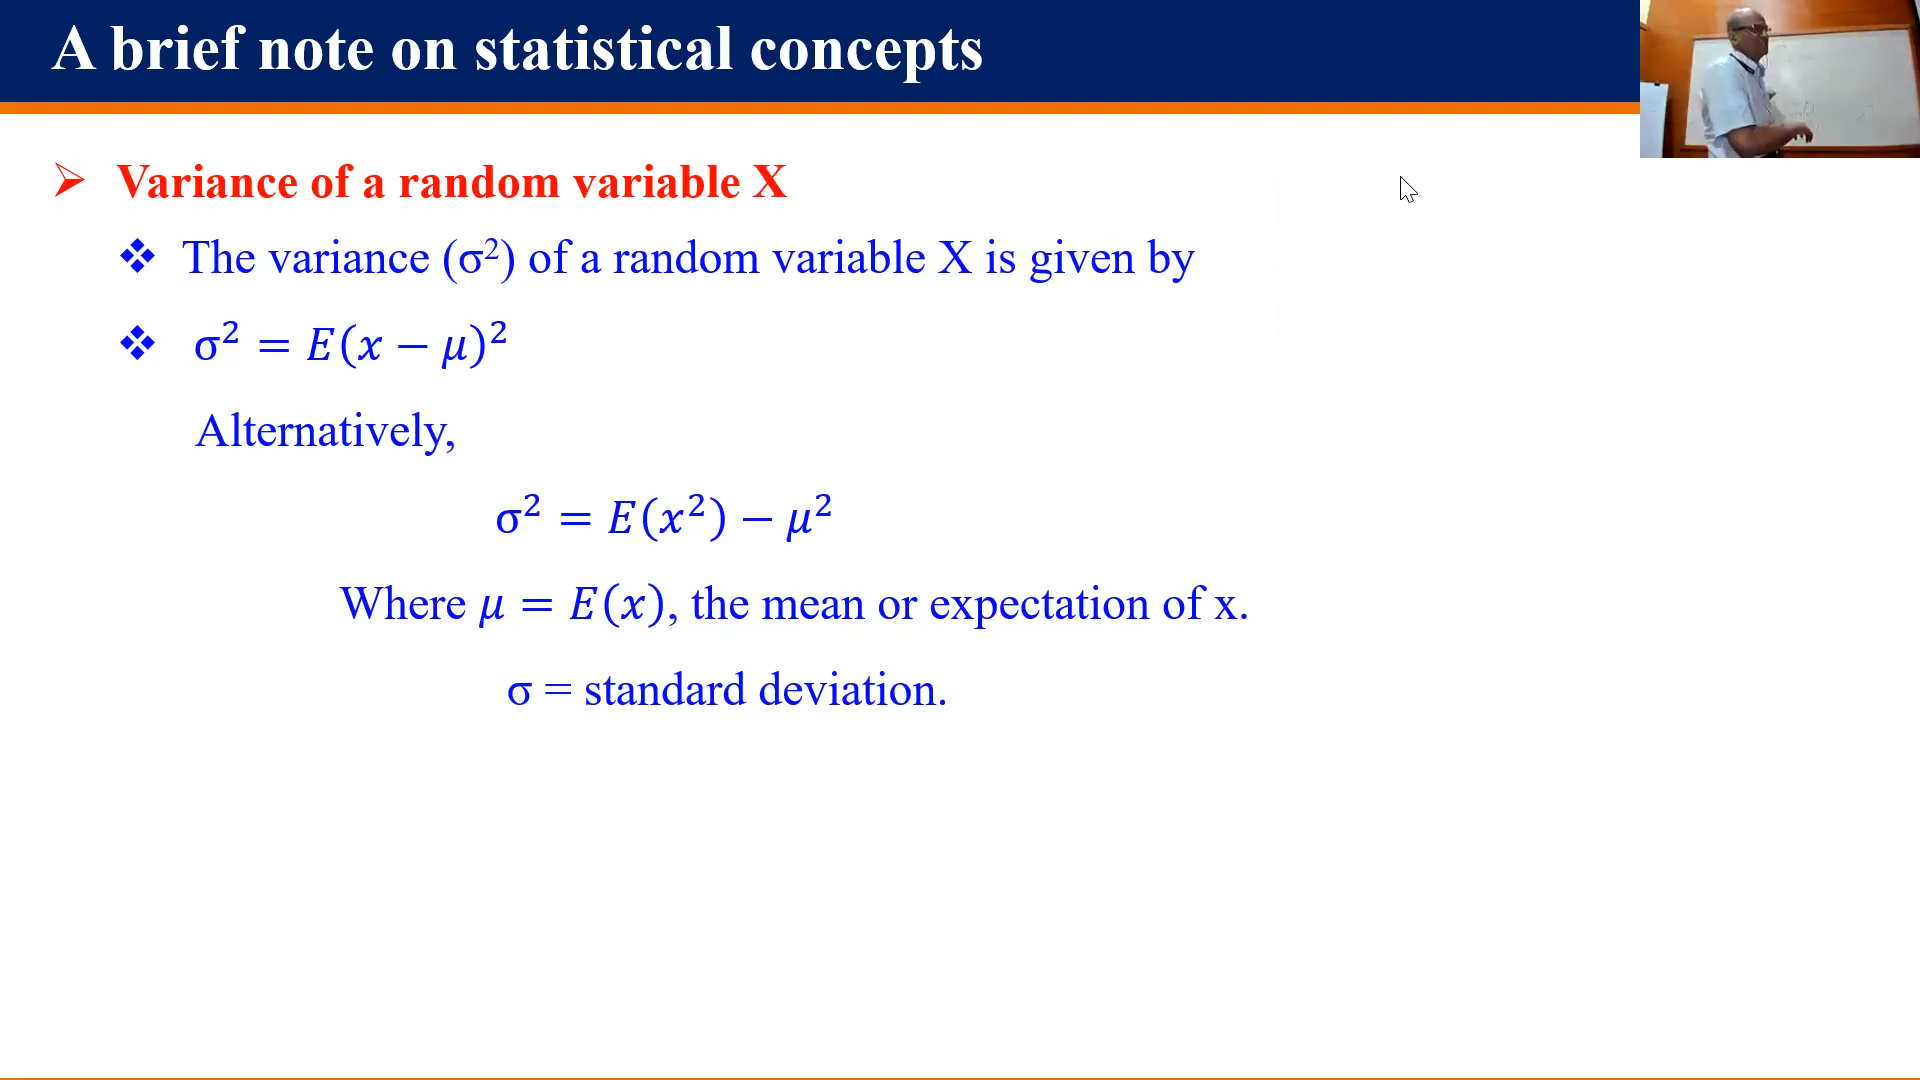 A brief note on statistical concepts
Variance of a random variable X
The variance (σ²) of a random variable X is given by
σ² = E(x − μ)²
Alternatively,
σ² = E(x²) − μ²
Where μ = E(x), the mean or expectation of x.
σ = standard deviation.